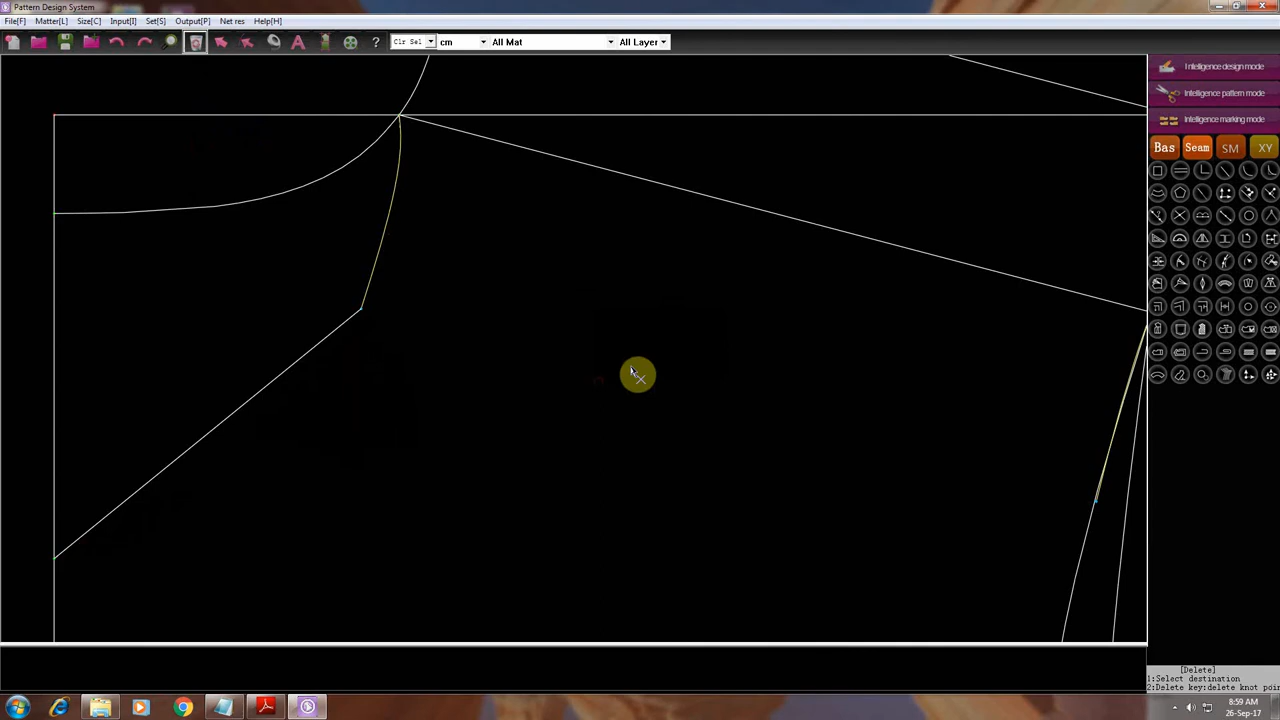 Pattern Design System
File[F] Matter[L] Size[C] Input[I] Set[S] Output[P] Net res Help[H]
A ? Clr Sel cm All Mat All Layer
Intelligence design mode
Intelligence pattern mode
Intelligence marking mode
Bas Seam SM XY
[Delete]
1:Select destination
2:Delete key:delete knot poin
8:59 AM
26-Sep-17